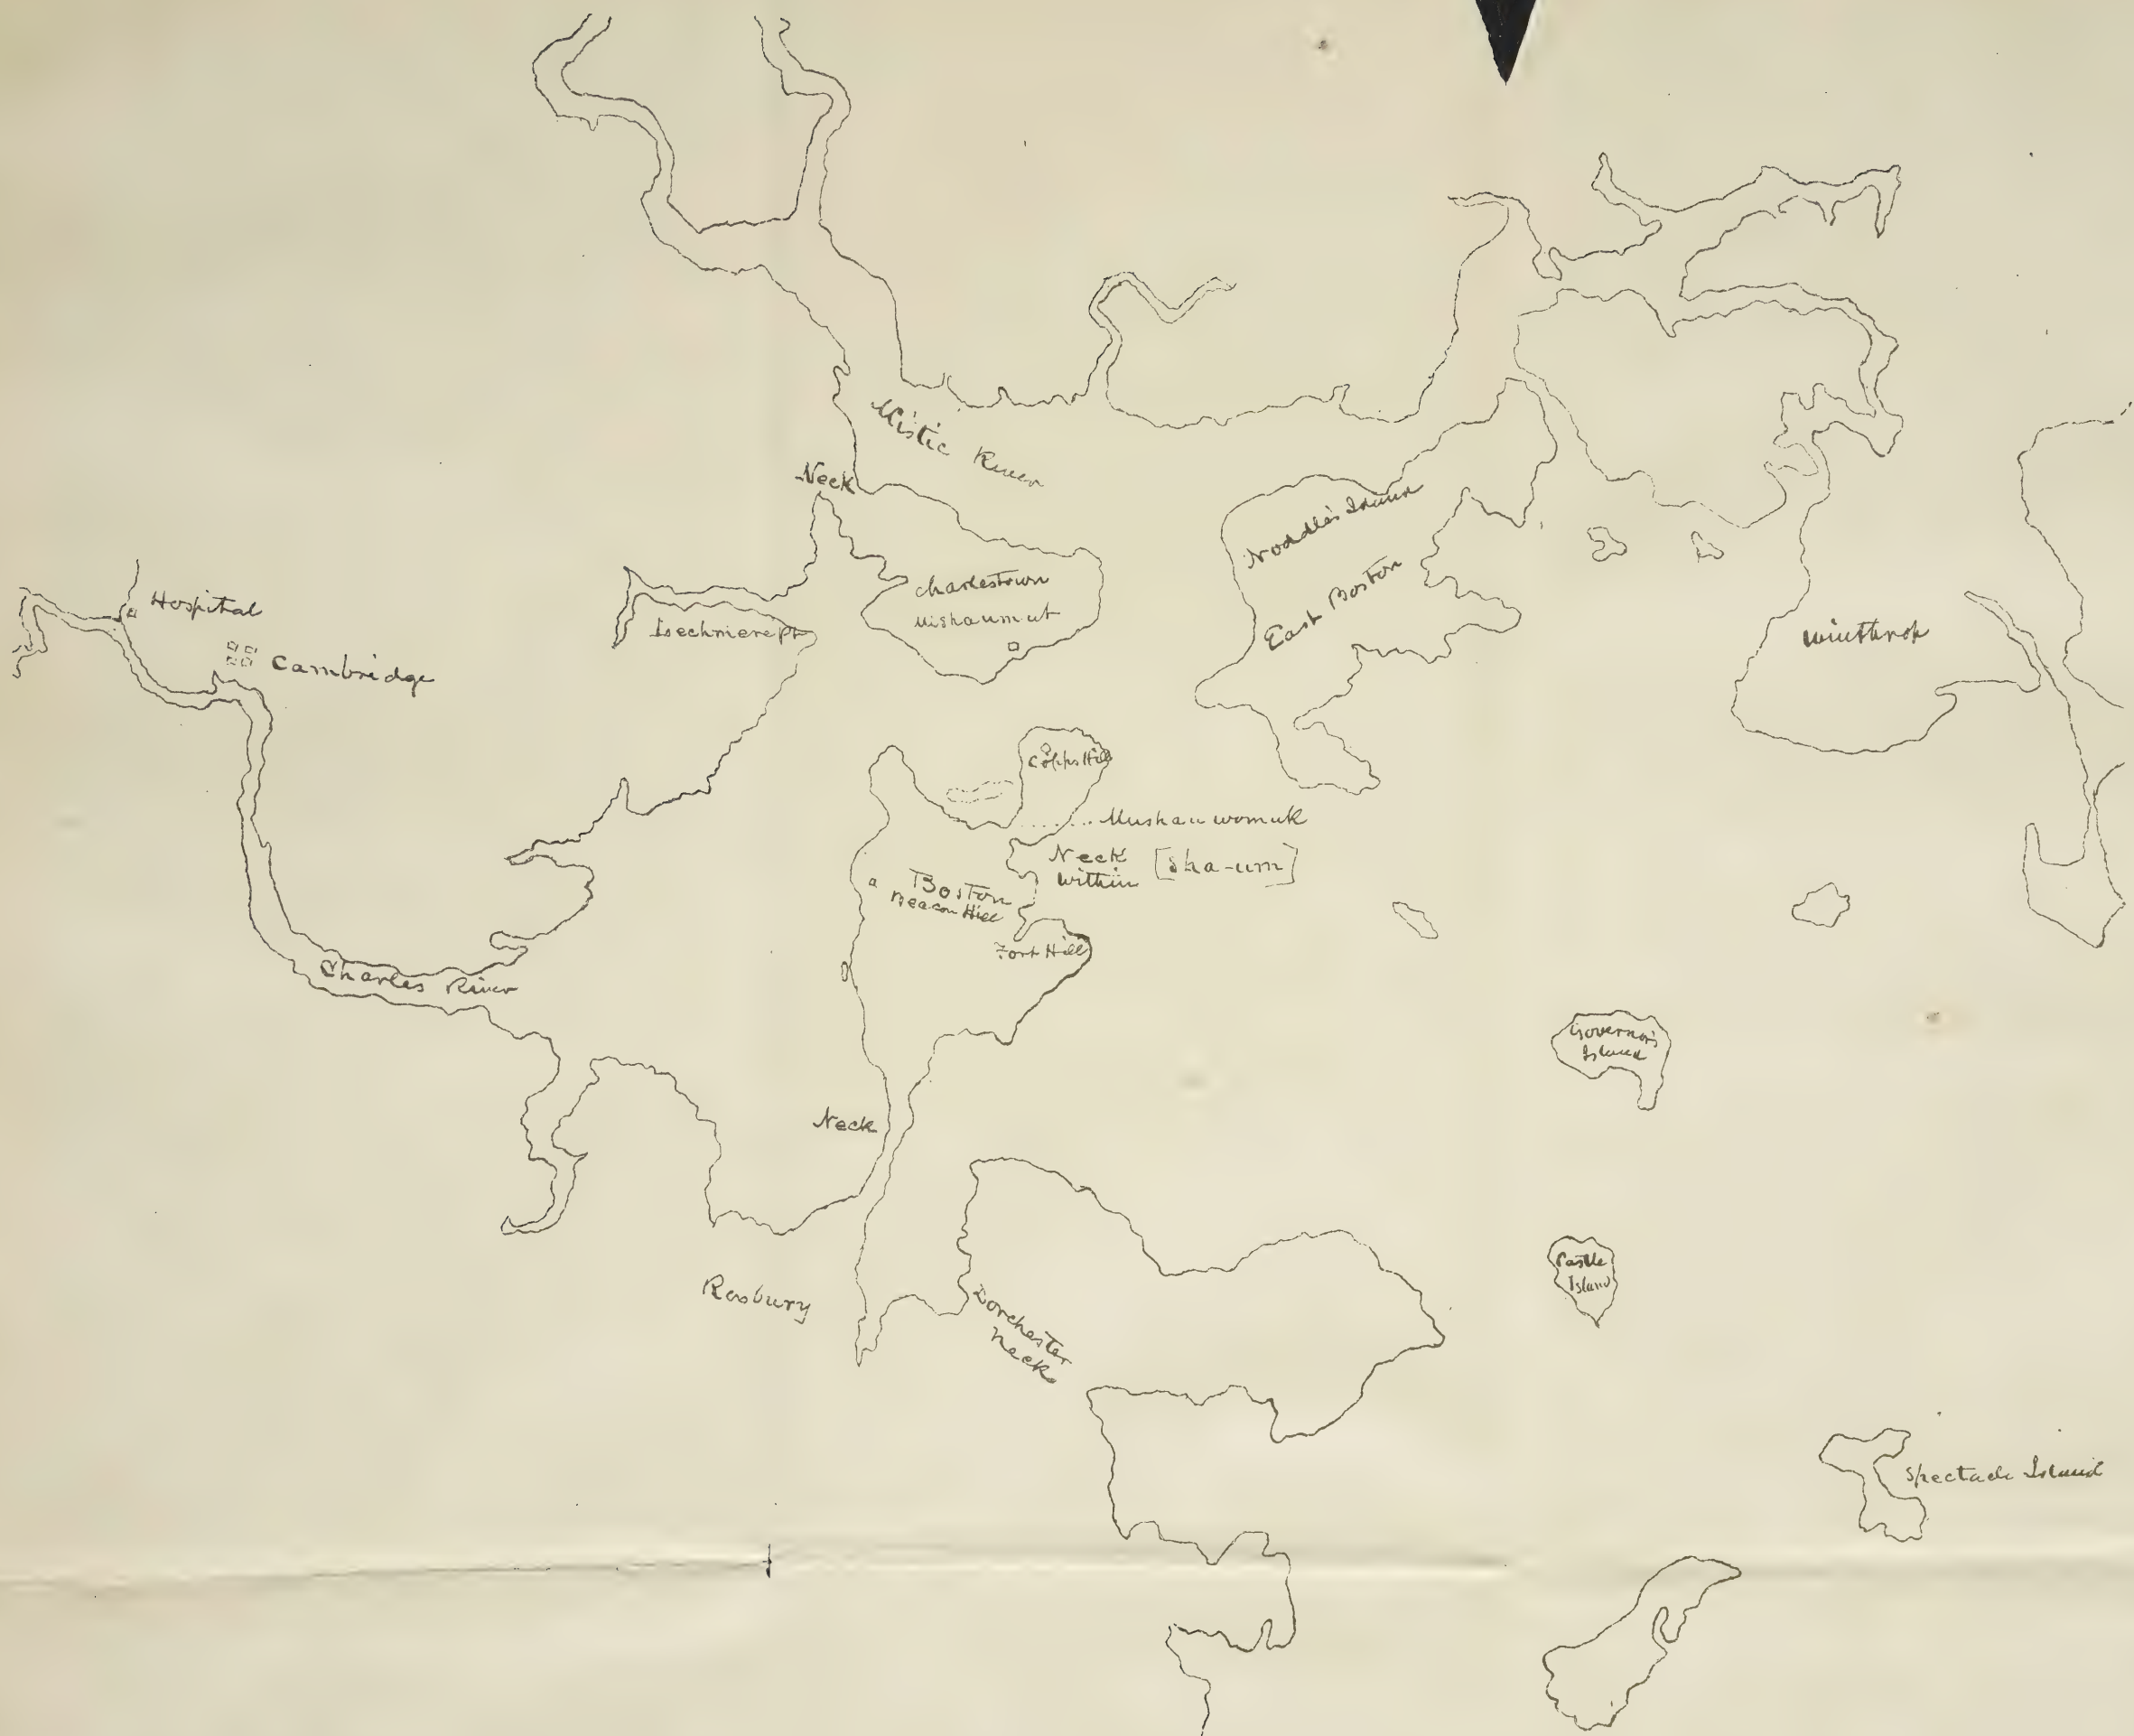 Mistic River
Neck
Noddles Island
East Boston
Charlestown
Mishaumut
Hospital
Lechmere Pt
Winthrop
Cambridge
Copps Hill
Mushauwomuk
Neck [sha-um]
within
Boston
Beacon Hill
Fort Hill
Charles River
Governor's
Island
Neck
Castle
Island
Roxbury
Dorchester
Neck
Spectacle Island